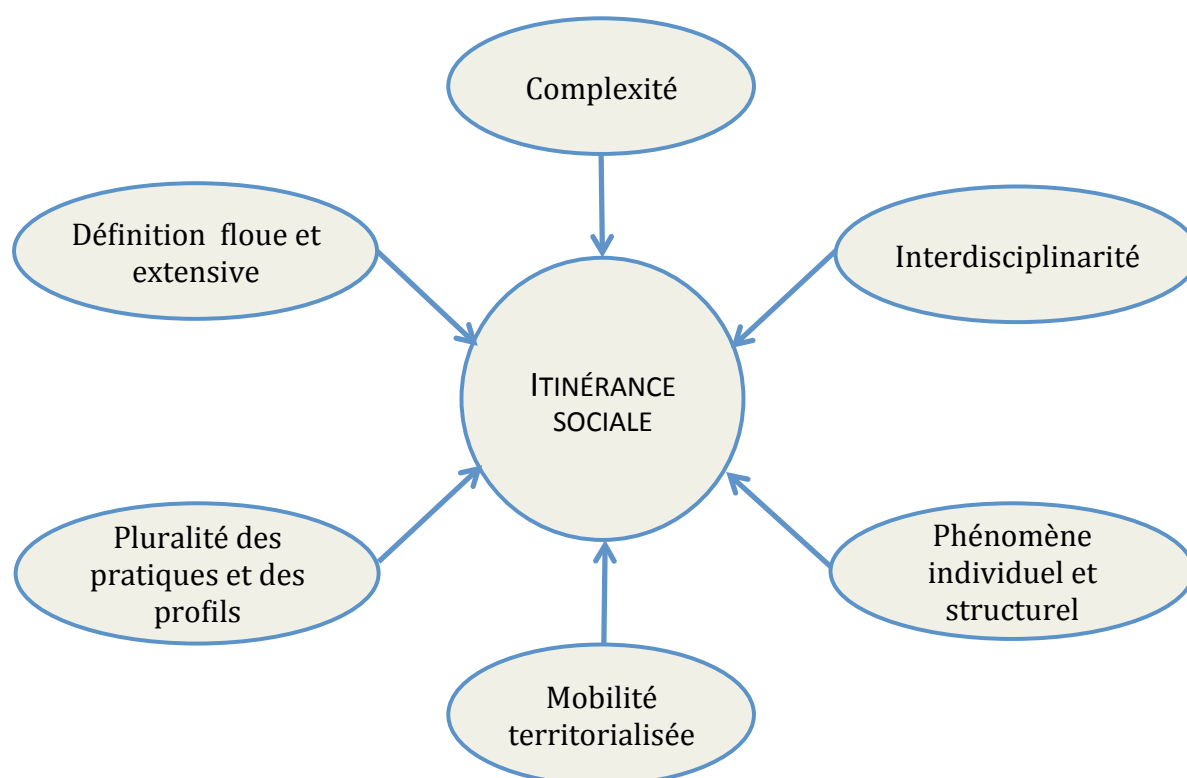 Complexité
Définition floue et
extensive
Interdisciplinarité
ITINÉRANCE
SOCIALE
Pluralité des
pratiques et des
profils
Phénomène
individuel et
structurel
Mobilité
territorialisée